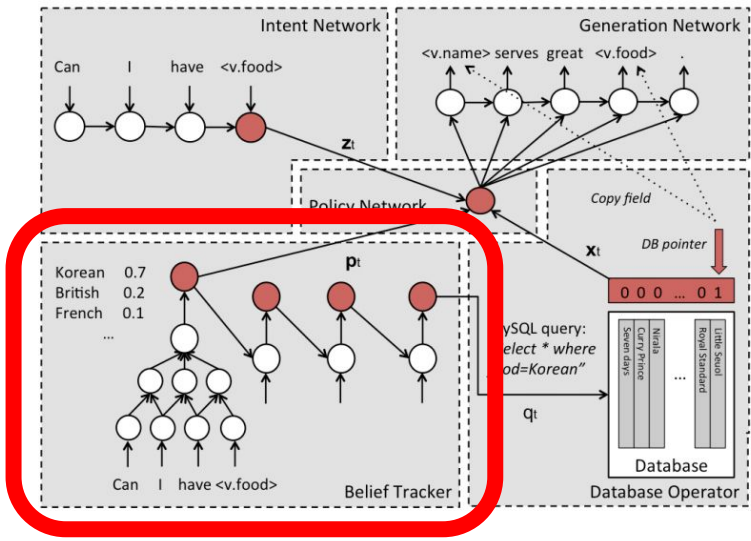 Intent Network
Can I have <v.food>
Generation Network
<v.name> serves great <v.food> .
zt
Policy Network
Copy field
DB pointer
xt
0 0 0 ... 0 1
Korean 0.7
British 0.2
French 0.1
...
pt
Can I have <v.food>
Belief Tracker
ySQL query:
elect * where
od=Korean”
qt
Seven days
Curry Prince
Nirala
...
Royal Standard
Little Seuol
Database
Database Operator